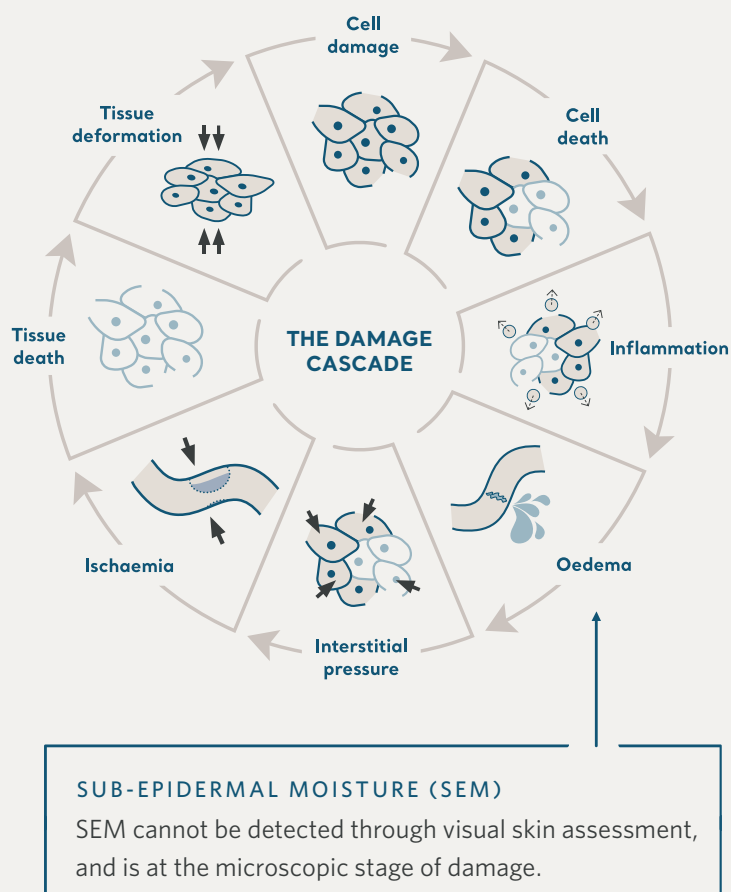 Cell
damage
Cell
death
Inflammation
Oedema
Interstitial
pressure
Ischaemia
Tissue
death
Tissue
deformation
THE DAMAGE
CASCADE
SUB-EPIDERMAL MOISTURE (SEM)
SEM cannot be detected through visual skin assessment,
and is at the microscopic stage of damage.